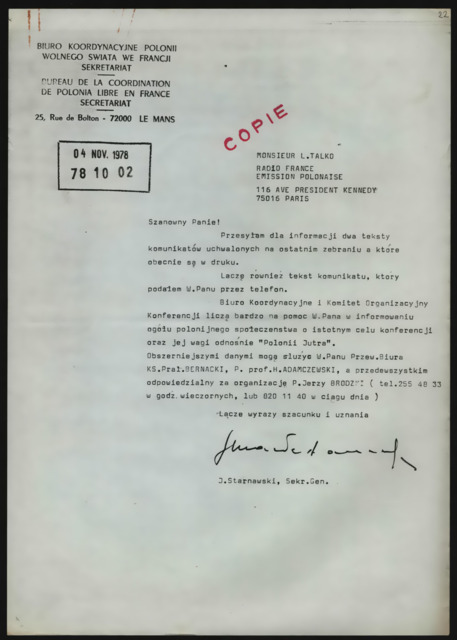 22
BIURO KOORDYNACYJNE POLONII
WOLNEGO SWIATA WE FRANCJI
SEKRETARIAT
BUREAU DE LA COORDINATION
DE POLONIA LIBRE EN FRANCE
SECRETARIAT
25, Rue de Bolton - 72000 LE MANS
COPIE
04 NOV. 1978
78 10 02
MONSIEUR L.TALKO
RADIO FRANCE
EMISSION POLONAISE
116 AVE PRESIDENT KENNEDY
75016 PARIS
Szanowny Panie!
Przesyłam dla informacji dwa teksty
komunikatów uchwalonych na ostatnim zebraniu a które
obecnie są w druku.
Łączę również tekst komunikatu, który
podałem W.Panu przez telefon.
Biuro Koordynacyjne i Komitet Organizacyjny
Konferencji liczą bardzo na pomoc W.Pana w informowaniu
ogółu polonijnego społeczeństwa o istotnym celu konferencji
oraz jej wagi odnośnie "Polonii Jutra".
Obszerniejszymi danymi mogą służyc W.Panu Przew.Biura
KS.Prał.BERNACKI, P. prof.H.ADAMCZEWSKI, a przedewszystkim
odpowiedzialny za organizację P.Jerzy BRODZKI ( tel.255 48 33
w godz.wieczornych, lub 020 11 40 w ciągu dnia )
Łącze wyrazy szacunku i uznania
J.Starnawski, Sekr.Gen.